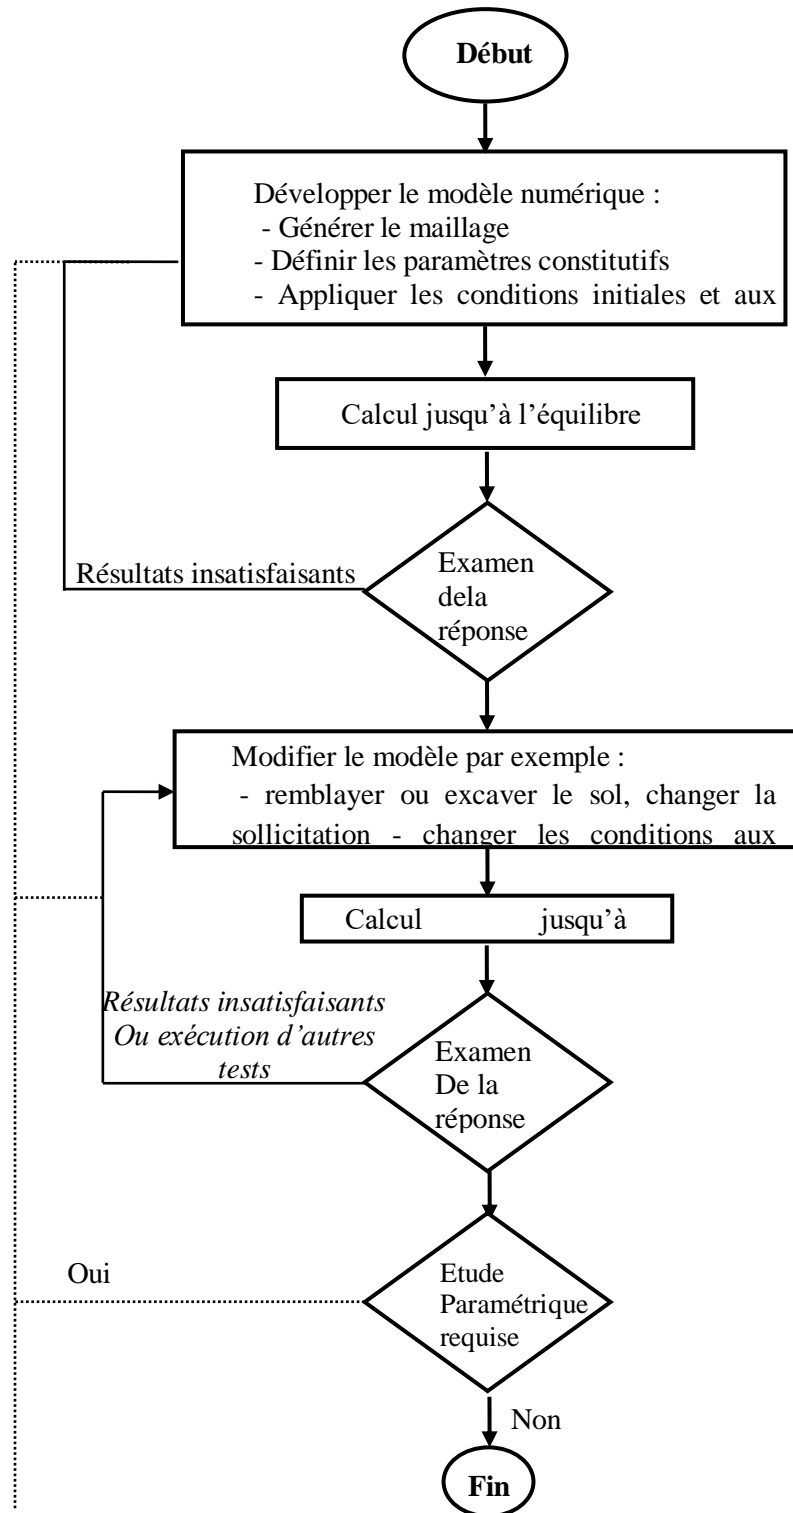 Début
Développer le modèle numérique :
- Générer le maillage
- Définir les paramètres constitutifs
- Appliquer les conditions initiales et aux
Calcul jusqu’à l’équilibre
Résultats insatisfaisants
Examen
dela
réponse
Modifier le modèle par exemple :
- remblayer ou excaver le sol, changer la
sollicitation - changer les conditions aux
Calcul jusqu’à
Résultats insatisfaisants
Ou exécution d’autres
tests
Examen
De la
réponse
Oui
Etude
Paramétrique
requise
Non
Fin